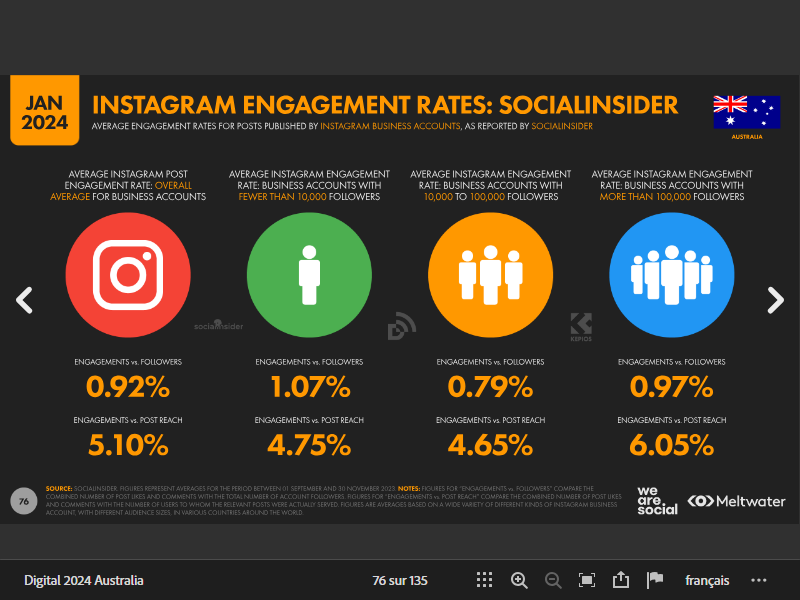 JAN
2024
INSTAGRAM ENGAGEMENT RATES: SOCIALINSIDER
AVERAGE ENGAGEMENT RATES FOR POSTS PUBLISHED BY INSTAGRAM BUSINESS ACCOUNTS, AS REPORTED BY SOCIALINSIDER
AUSTRALIA
AVERAGE INSTAGRAM POST
ENGAGEMENT RATE: OVERALL
AVERAGE FOR BUSINESS ACCOUNTS
AVERAGE INSTAGRAM ENGAGEMENT
RATE: BUSINESS ACCOUNTS WITH
FEWER THAN 10,000 FOLLOWERS
AVERAGE INSTAGRAM ENGAGEMENT
RATE: BUSINESS ACCOUNTS WITH
10,000 TO 100,000 FOLLOWERS
AVERAGE INSTAGRAM ENGAGEMENT
RATE: BUSINESS ACCOUNTS WITH
MORE THAN 100,000 FOLLOWERS
socialinsider
KEPIOS
ENGAGEMENTS vs. FOLLOWERS
0.92%
ENGAGEMENTS vs. POST REACH
5.10%
ENGAGEMENTS vs. FOLLOWERS
1.07%
ENGAGEMENTS vs. POST REACH
4.75%
ENGAGEMENTS vs. FOLLOWERS
0.79%
ENGAGEMENTS vs. POST REACH
4.65%
ENGAGEMENTS vs. FOLLOWERS
0.97%
ENGAGEMENTS vs. POST REACH
6.05%
76
SOURCE: SOCIALINSIDER. FIGURES REPRESENT AVERAGES FOR THE PERIOD BETWEEN 01 SEPTEMBER AND 30 NOVEMBER 2023. NOTES: FIGURES FOR "ENGAGEMENTS vs. FOLLOWERS" COMPARE THE
COMBINED NUMBER OF POST LIKES AND COMMENTS WITH THE TOTAL NUMBER OF ACCOUNT FOLLOWERS. FIGURES FOR "ENGAGEMENTS vs. POST REACH" COMPARE THE COMBINED NUMBER OF POST LIKES
AND COMMENTS WITH THE NUMBER OF USERS TO WHOM THE RELEVANT POSTS WERE ACTUALLY SERVED. FIGURES ARE AVERAGES BASED ON A WIDE VARIETY OF DIFFERENT KINDS OF INSTAGRAM BUSINESS
ACCOUNT, WITH DIFFERENT AUDIENCE SIZES, IN VARIOUS COUNTRIES AROUND THE WORLD.
we
are.
social
Meltwater
Digital 2024 Australia
76 sur 135
français